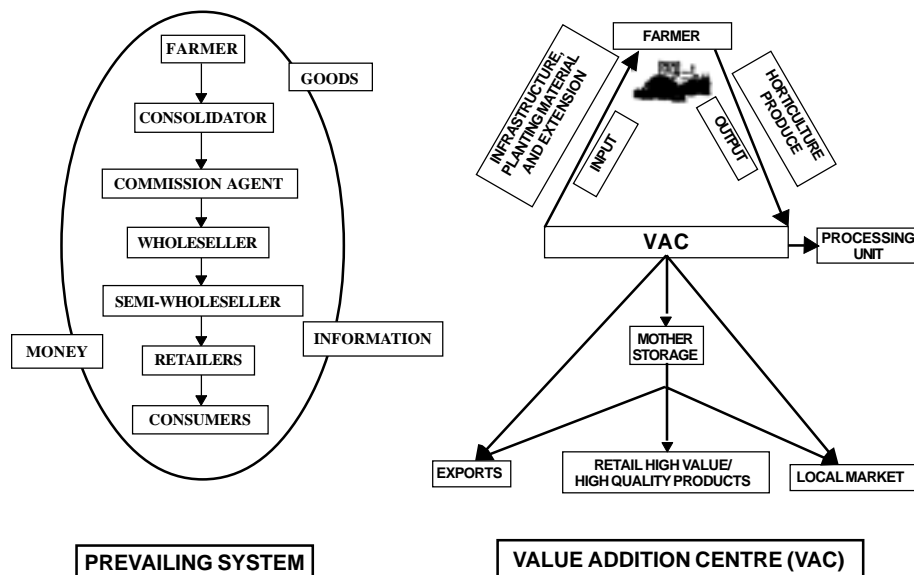 FARMER
GOODS
CONSOLIDATOR
COMMISSION AGENT
WHOLESELLER
SEMI-WHOLESELLER
MONEY
INFORMATION
RETAILERS
CONSUMERS
PREVAILING SYSTEM
FARMER
INFRASTRUCTURE,
PLANTING MATERIAL
AND EXTENSION
INPUT
OUTPUT
HORTICULTURE
PRODUCE
VAC
PROCESSING
UNIT
MOTHER
STORAGE
EXPORTS
RETAIL HIGH VALUE/
HIGH QUALITY PRODUCTS
LOCAL MARKET
VALUE ADDITION CENTRE (VAC)